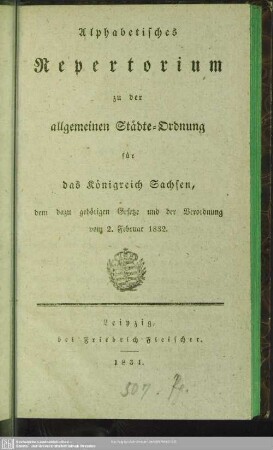 Alphabetisches
Repertorium
zu der
allgemeinen Städte-Ordnung
für
das Königreich Sachsen,
dem dazu gehörigen Gesetze und der Verordnung
vom 2. Februar 1832.
Leipzig,
bei Friedrich Fleischer.
1834.
507.